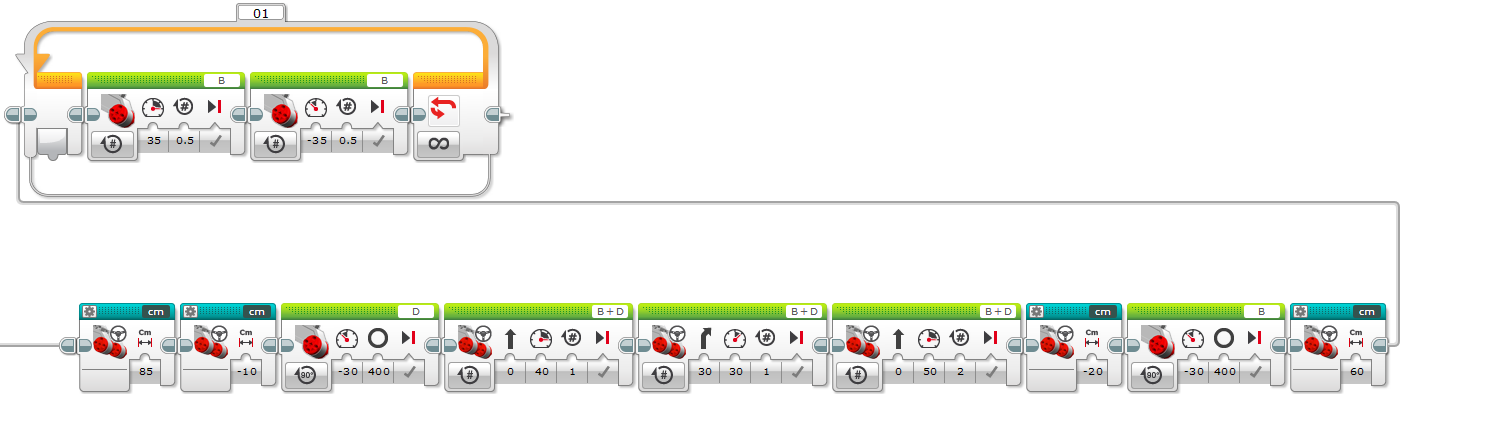 01
B B
# # #
35 0.5 -35 0.5 ∞
# #
cm cm D B+D B+D B+D cm B cm
Cm Cm # # # Cm Cm
85 -10 -30 400 0 40 1 30 30 1 0 50 2 -20 -30 400 60
90° # # # 90°